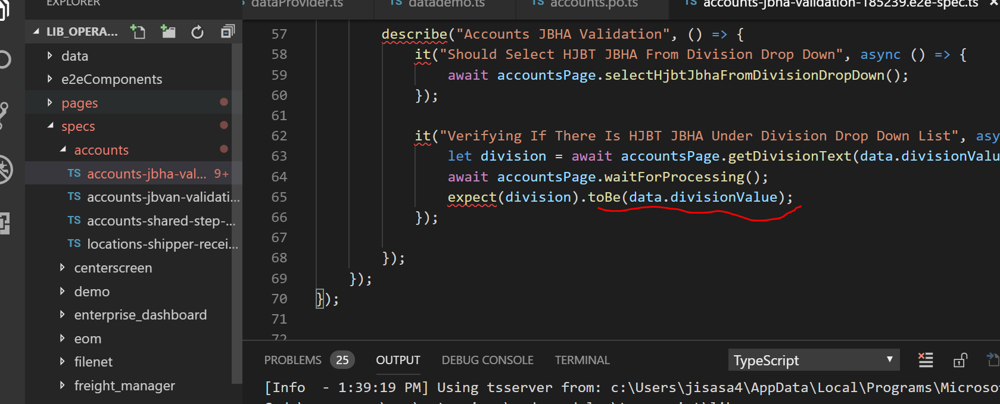 EXPLORER
dataProvider.ts
TS datademo.ts
TS accounts.po.ts
TS accounts-jbha-validation-185239.e2e-spec.ts
LIB_OPERA...
data
e2eComponents
pages
specs
accounts
TS accounts-jbha-val... 9+
TS accounts-jbvan-validati...
TS accounts-shared-step-...
TS locations-shipper-recei...
centerscreen
demo
enterprise_dashboard
eom
filenet
freight_manager
57 describe("Accounts JBHA Validation", () => {
58 it("Should Select HJBT JBHA From Division Drop Down", async () => {
59 await accountsPage.selectHjbtJbhaFromDivisionDropDown();
60 });
61
62 it("Verifying If There Is HJBT JBHA Under Division Drop Down List", asy
63 let division = await accountsPage.getDivisionText(data.divisionValu
64 await accountsPage.waitForProcessing();
65 expect(division).toBe(data.divisionValue);
66 });
67
68 });
69 });
70 });
71
72
PROBLEMS 25 OUTPUT DEBUG CONSOLE TERMINAL TypeScript
[Info - 1:39:19 PM] Using tsserver from: c:\Users\jisasa4\AppData\Local\Programs\Microso